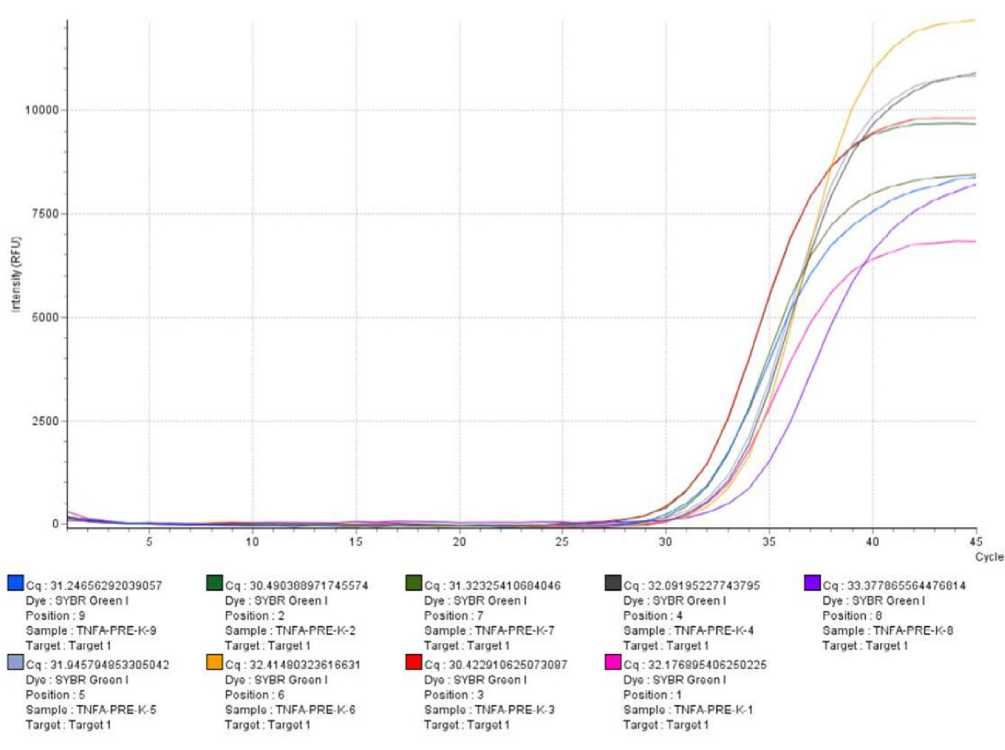 10000
7500
5000
2500
0
Intensity (RFU)
5 10 15 20 25 30 35 40 45
Cycle
Cq : 31.24656292039057
Dye : SYBR Green I
Position : 9
Sample : TNFA-PRE-K-9
Target : Target 1
Cq : 30.490388971745574
Dye : SYBR Green I
Position : 2
Sample : TNFA-PRE-K-2
Target : Target 1
Cq : 31.32325410684046
Dye : SYBR Green I
Position : 7
Sample : TNFA-PRE-K-7
Target : Target 1
Cq : 32.09195227743795
Dye : SYBR Green I
Position : 4
Sample : TNFA-PRE-K-4
Target : Target 1
Cq : 33.377865564476814
Dye : SYBR Green I
Position : 8
Sample : TNFA-PRE-K-8
Target : Target 1
Cq : 31.945794853305042
Dye : SYBR Green I
Position : 5
Sample : TNFA-PRE-K-5
Target : Target 1
Cq : 32.41480323616631
Dye : SYBR Green I
Position : 6
Sample : TNFA-PRE-K-6
Target : Target 1
Cq : 30.422910625073087
Dye : SYBR Green I
Position : 3
Sample : TNFA-PRE-K-3
Target : Target 1
Cq : 32.176895406250225
Dye : SYBR Green I
Position : 1
Sample : TNFA-PRE-K-1
Target : Target 1